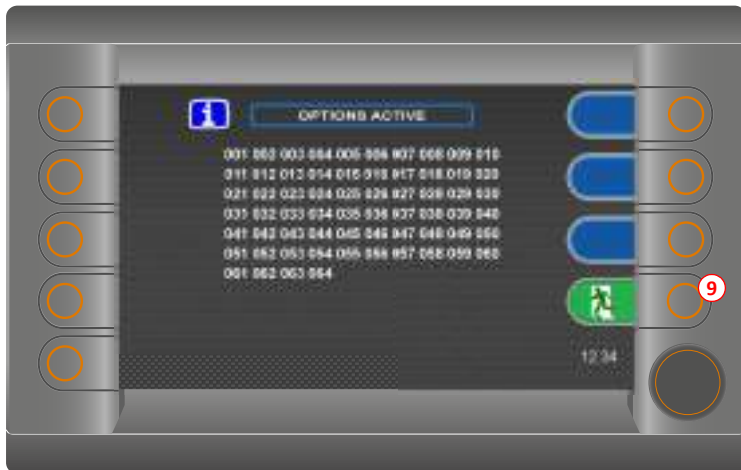 i OPTIONS ACTIVE
001 002 003 004 005 006 007 008 009 010
011 012 013 014 015 016 017 018 019 020
021 022 023 024 025 026 027 028 029 030
031 032 033 034 035 036 037 038 039 040
041 042 043 044 045 046 047 048 049 050
051 052 053 054 055 056 057 058 059 060
061 062 063 064
9
12:34